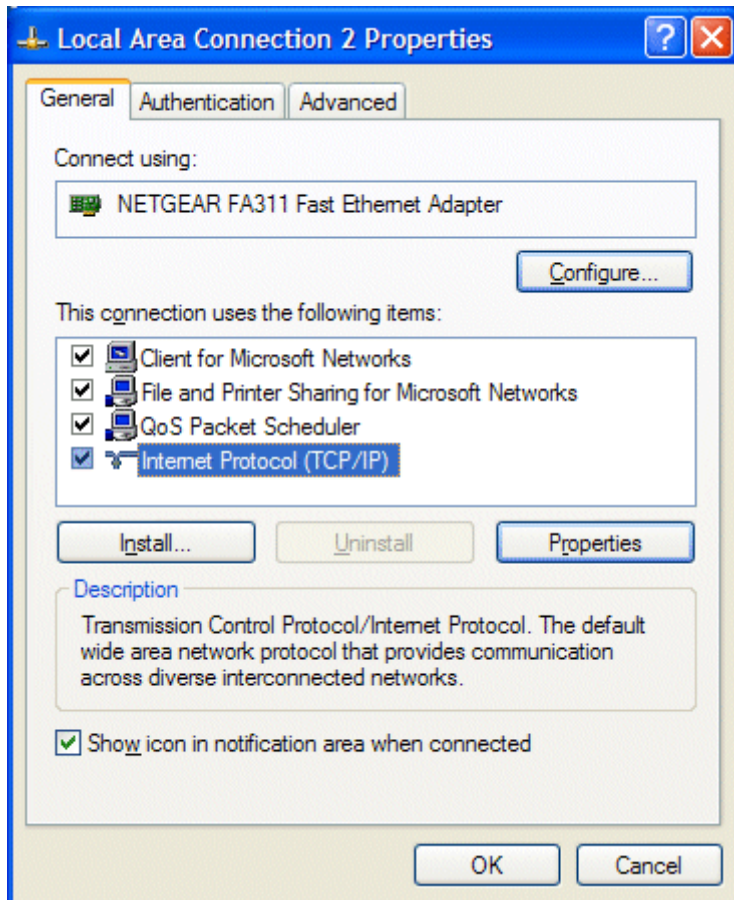 Local Area Connection 2 Properties
General Authentication Advanced
Connect using:
NETGEAR FA311 Fast Ethernet Adapter
Configure...
This connection uses the following items:
Client for Microsoft Networks
File and Printer Sharing for Microsoft Networks
QoS Packet Scheduler
Internet Protocol (TCP/IP)
Install... Uninstall Properties
Description
Transmission Control Protocol/Internet Protocol. The default
wide area network protocol that provides communication
across diverse interconnected networks.
Show icon in notification area when connected
OK Cancel